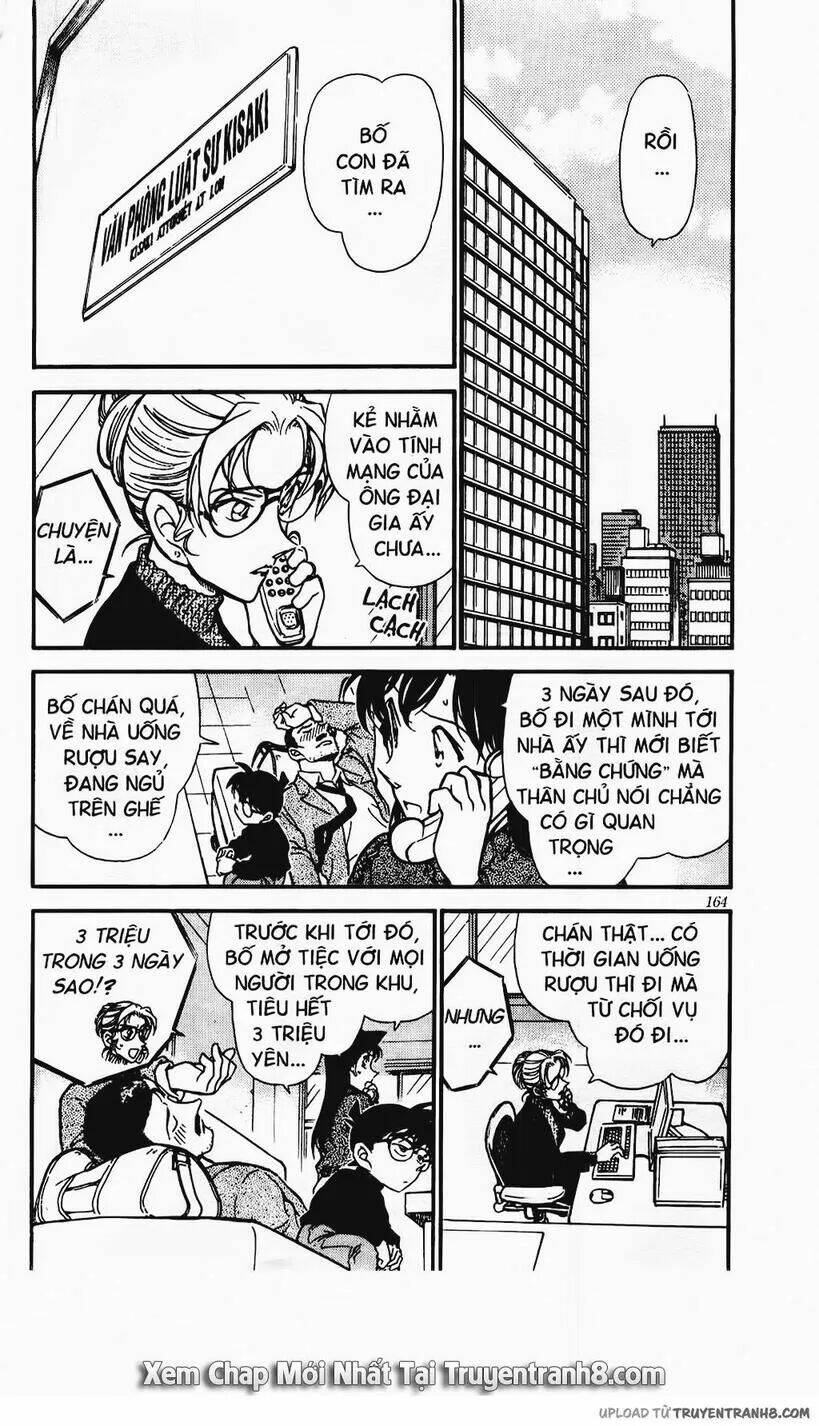 RỒI
...
BỐ
CON ĐÃ
TÌM RA
...
VĂN PHÒNG LUẬT SƯ KISAKI
KISAKI ATTORNEY AT LOW
KẺ NHẰM
VÀO TÍNH
MẠNG CỦA
ÔNG ĐẠI
GIA ẤY
CHƯA...
CHUYỆN
LÀ...
LẠCH
CẠCH
3 NGÀY SAU ĐÓ,
BỐ ĐI MỘT MÌNH TỚI
NHÀ ẤY THÌ MỚI BIẾT
“BẰNG CHỨNG” MÀ
THÂN CHỦ NÓI CHẲNG
CÓ GÌ QUAN
TRỌNG
...
BỐ CHÁN QUÁ,
VỀ NHÀ UỐNG
RƯỢU SAY,
ĐANG NGỦ
TRÊN GHẾ
...
164
CHÁN THẬT... CÓ
THỜI GIAN UỐNG
RƯỢU THÌ ĐI MÀ
TỪ CHỐI VỤ
ĐÓ ĐI...
NHƯNG
...
TRƯỚC KHI TỚI ĐÓ,
BỐ MỞ TIỆC VỚI MỌI
NGƯỜI TRONG KHU,
TIÊU HẾT
3 TRIỆU
YÊN...
3 TRIỆU
TRONG 3 NGÀY
SAO!?
Xem Chap Mới Nhất Tại Truyentranh8.com
UPLOAD TỪ TRUYENTRANH8.COM